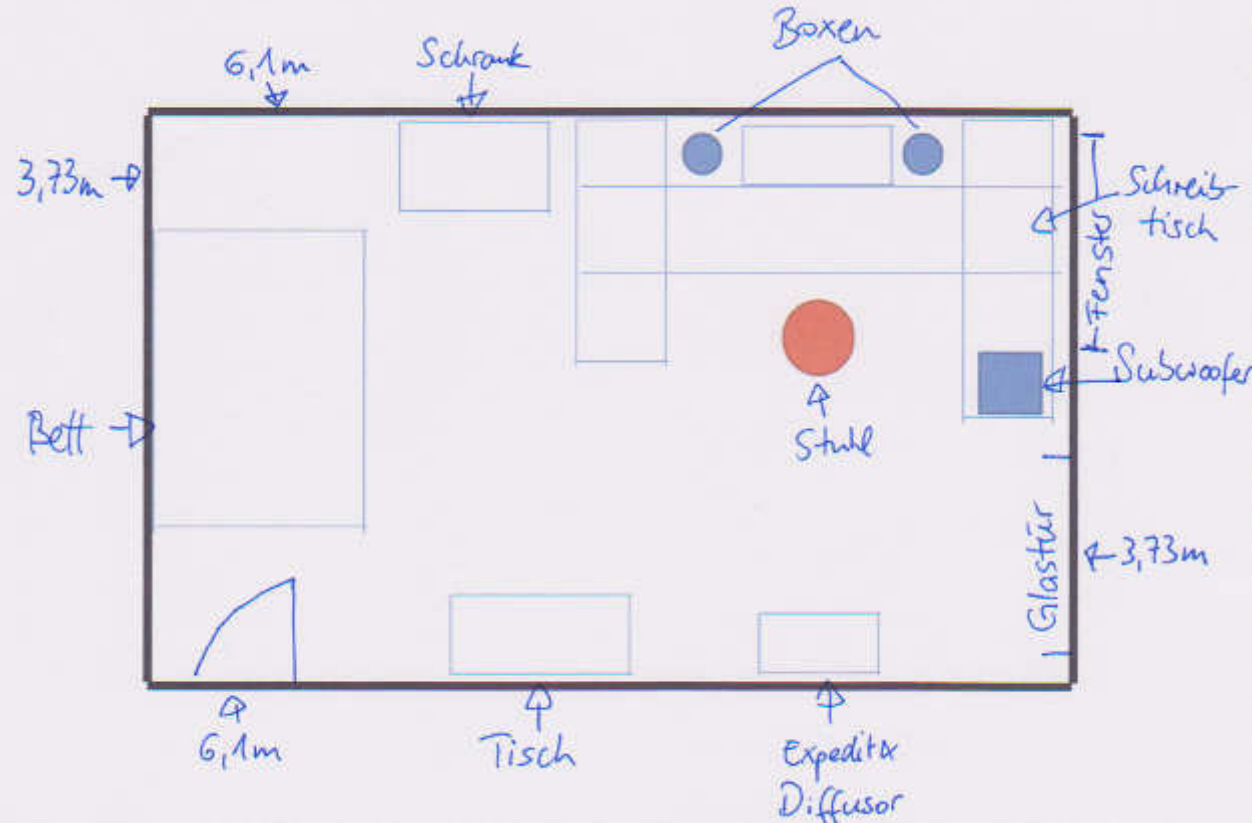 Boxen
6,1m
Schrank
3,73m
Schreib-
tisch
Fenster
Subwoofer
Bett
Stuhl
Glastür
3,73m
6,1m
Tisch
Expedit &
Diffusor